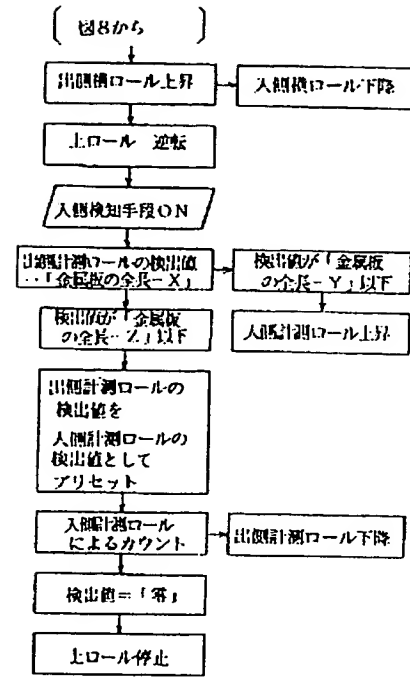 図8から
出側横ロール上昇
入側横ロール下降
上ロール 逆転
入側検知手段ON
出側計測ロールの検出値
‥「金属板の全長－X」
検出値が「金属板
の全長－Y」以下
検出値が「金属板
の全長－Z」以下
入側計測ロール上昇
出側計測ロールの
検出値を
入側計測ロールの
検出値として
プリセット
入側計測ロール
によるカウント
出側計測ロール下降
検出値＝「零」
上ロール停止